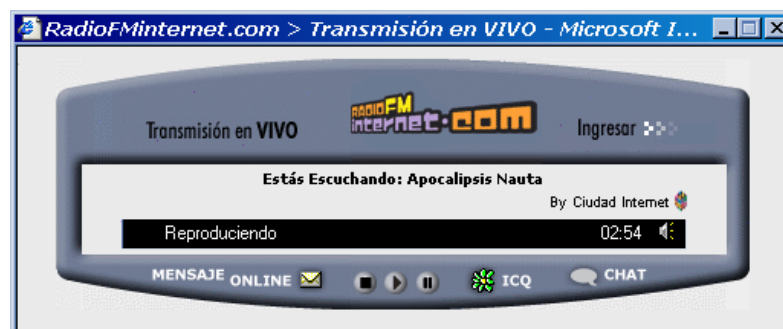 RadioFMinternet.com > Transmisión en VIVO - Microsoft I...
Transmisión en VIVO
RADIO FM
internet.com
Ingresar
Estás Escuchando: Apocalipsis Nauta
By Ciudad Internet
Reproduciendo 02:54
MENSAJE ONLINE
ICQ
CHAT